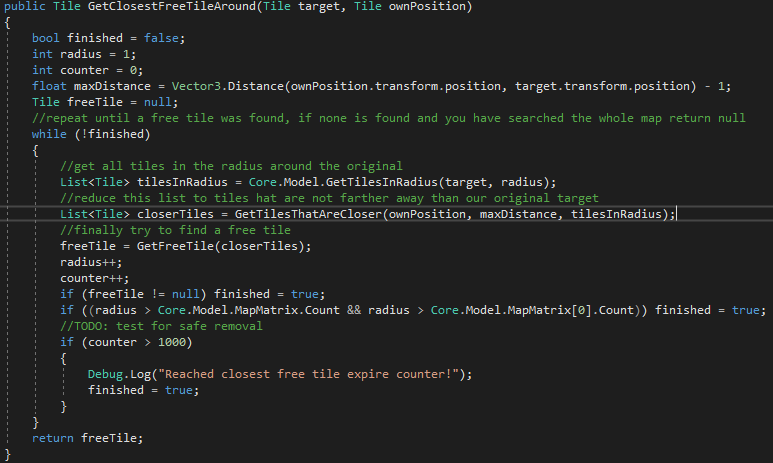 public Tile GetClosestFreeTileAround(Tile target, Tile ownPosition)
{
    bool finished = false;
    int radius = 1;
    int counter = 0;
    float maxDistance = Vector3.Distance(ownPosition.transform.position, target.transform.position) - 1;
    Tile freeTile = null;
    //repeat until a free tile was found, if none is found and you have searched the whole map return null
    while (!finished)
    {
        //get all tiles in the radius around the original
        List<Tile> tilesInRadius = Core.Model.GetTilesInRadius(target, radius);
        //reduce this list to tiles hat are not farther away than our original target
        List<Tile> closerTiles = GetTilesThatAreCloser(ownPosition, maxDistance, tilesInRadius);
        //finally try to find a free tile
        freeTile = GetFreeTile(closerTiles);
        radius++;
        counter++;
        if (freeTile != null) finished = true;
        if ((radius > Core.Model.MapMatrix.Count && radius > Core.Model.MapMatrix[0].Count)) finished = true;
        //TODO: test for safe removal
        if (counter > 1000)
        {
            Debug.Log("Reached closest free tile expire counter!");
            finished = true;
        }
    }
    return freeTile;
}